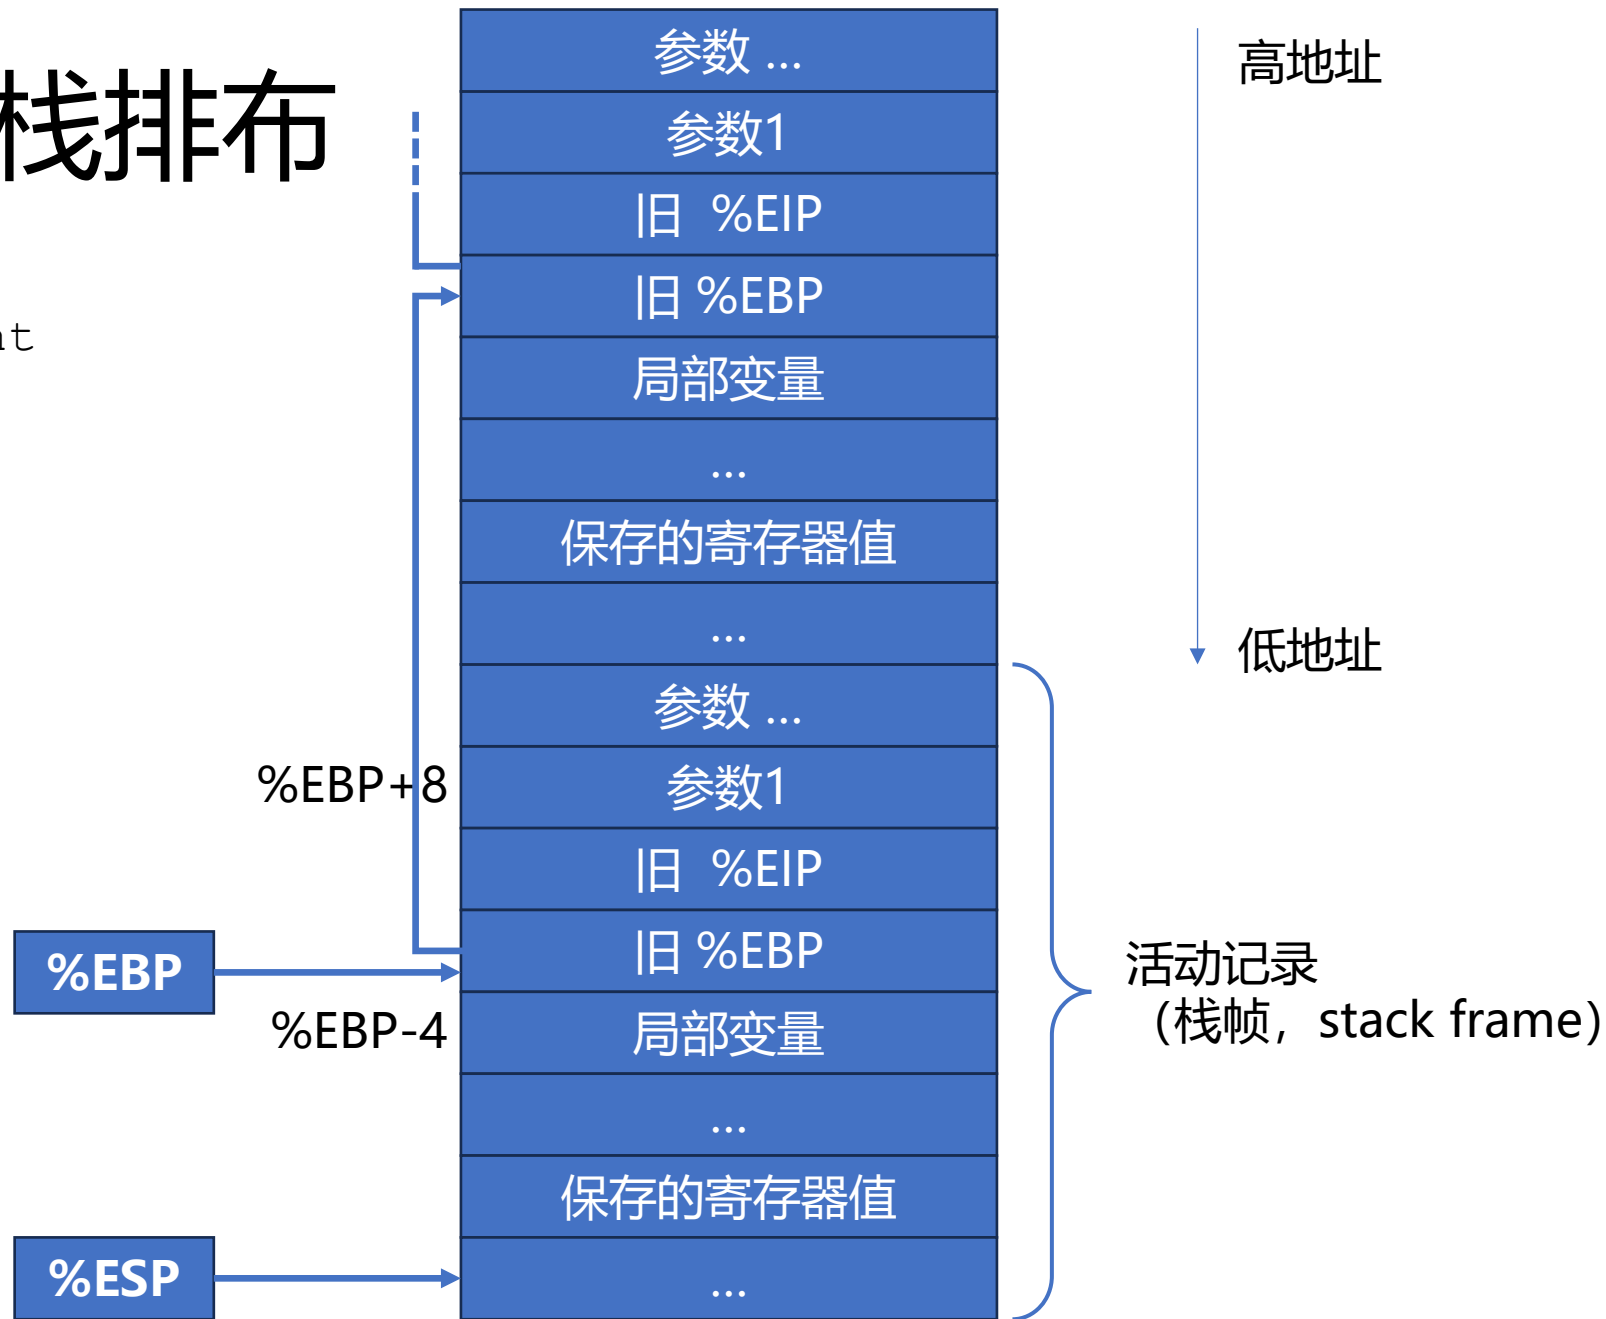 栈排布
参数 ...
参数1
旧 %EIP
旧 %EBP
局部变量
...
保存的寄存器值
...
参数 ...
参数1
旧 %EIP
旧 %EBP
局部变量
...
保存的寄存器值
...
%EBP+8
%EBP
%EBP-4
%ESP
高地址
低地址
活动记录
（栈帧，stack frame）